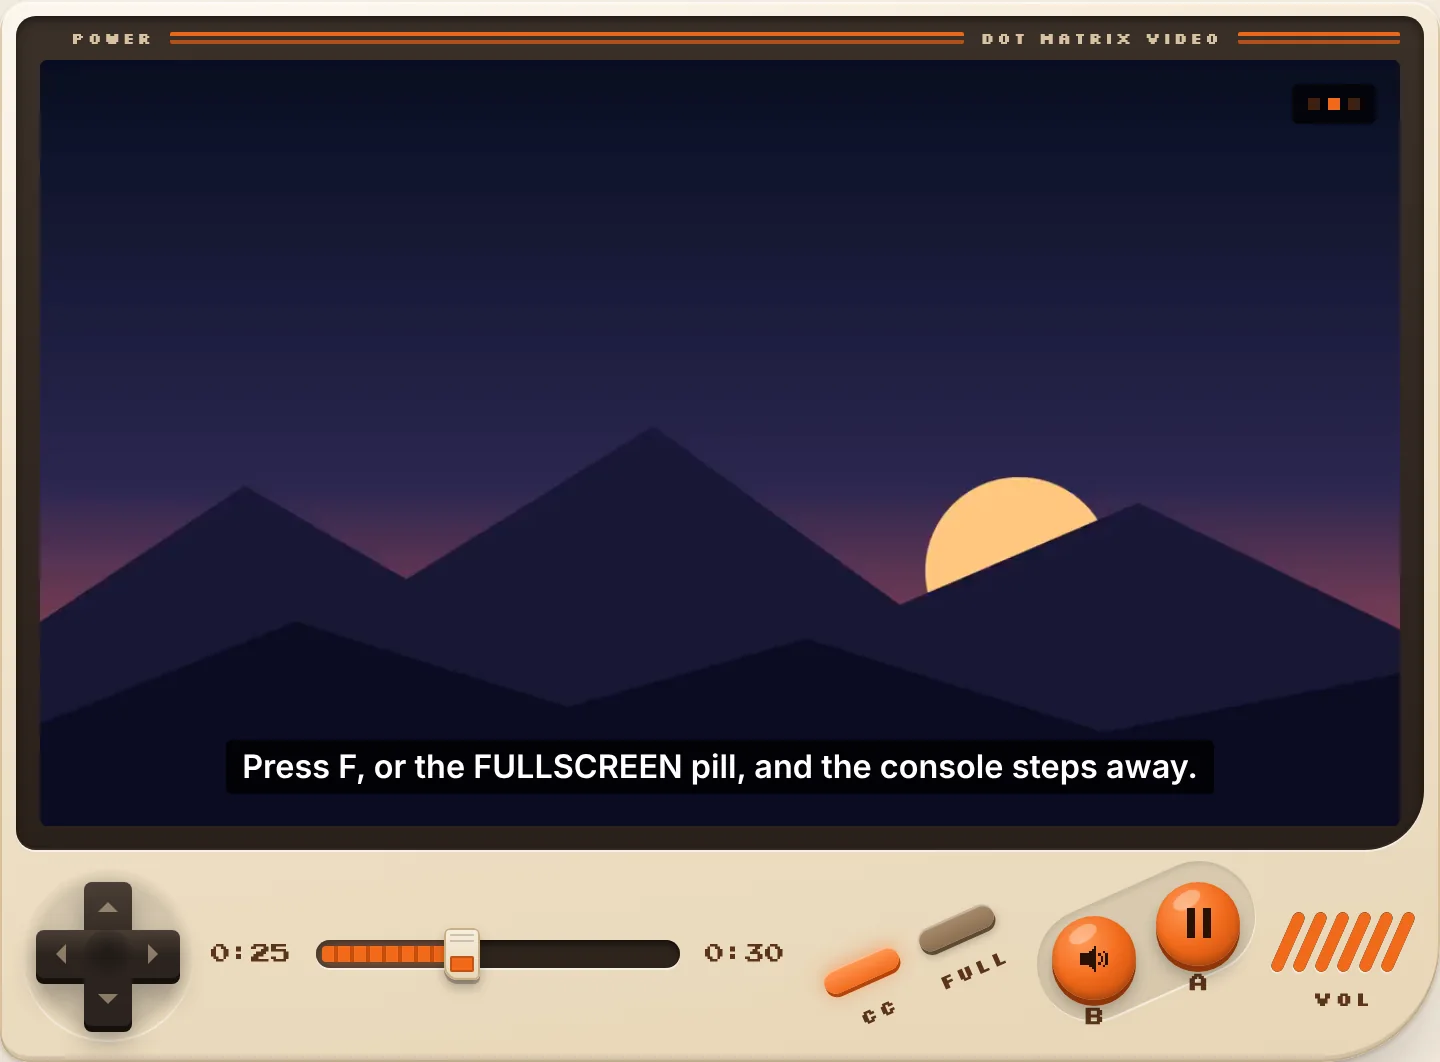 POWER
DOT MATRIX VIDEO
Press F, or the FULLSCREEN pill, and the console steps away.
0:25
0:30
CC
FULL
B
A
VOL